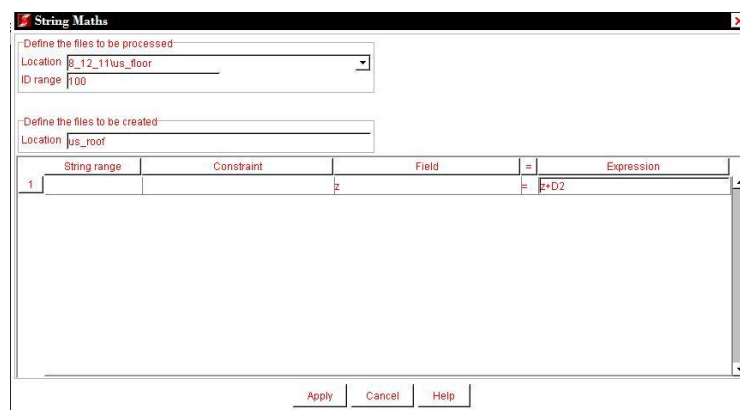 String Maths
Define the files to be processed
Location 8_12_11\us_floor
ID range 100
Define the files to be created
Location us_roof
String range Constraint Field = Expression
1 z = z+D2
Apply Cancel Help